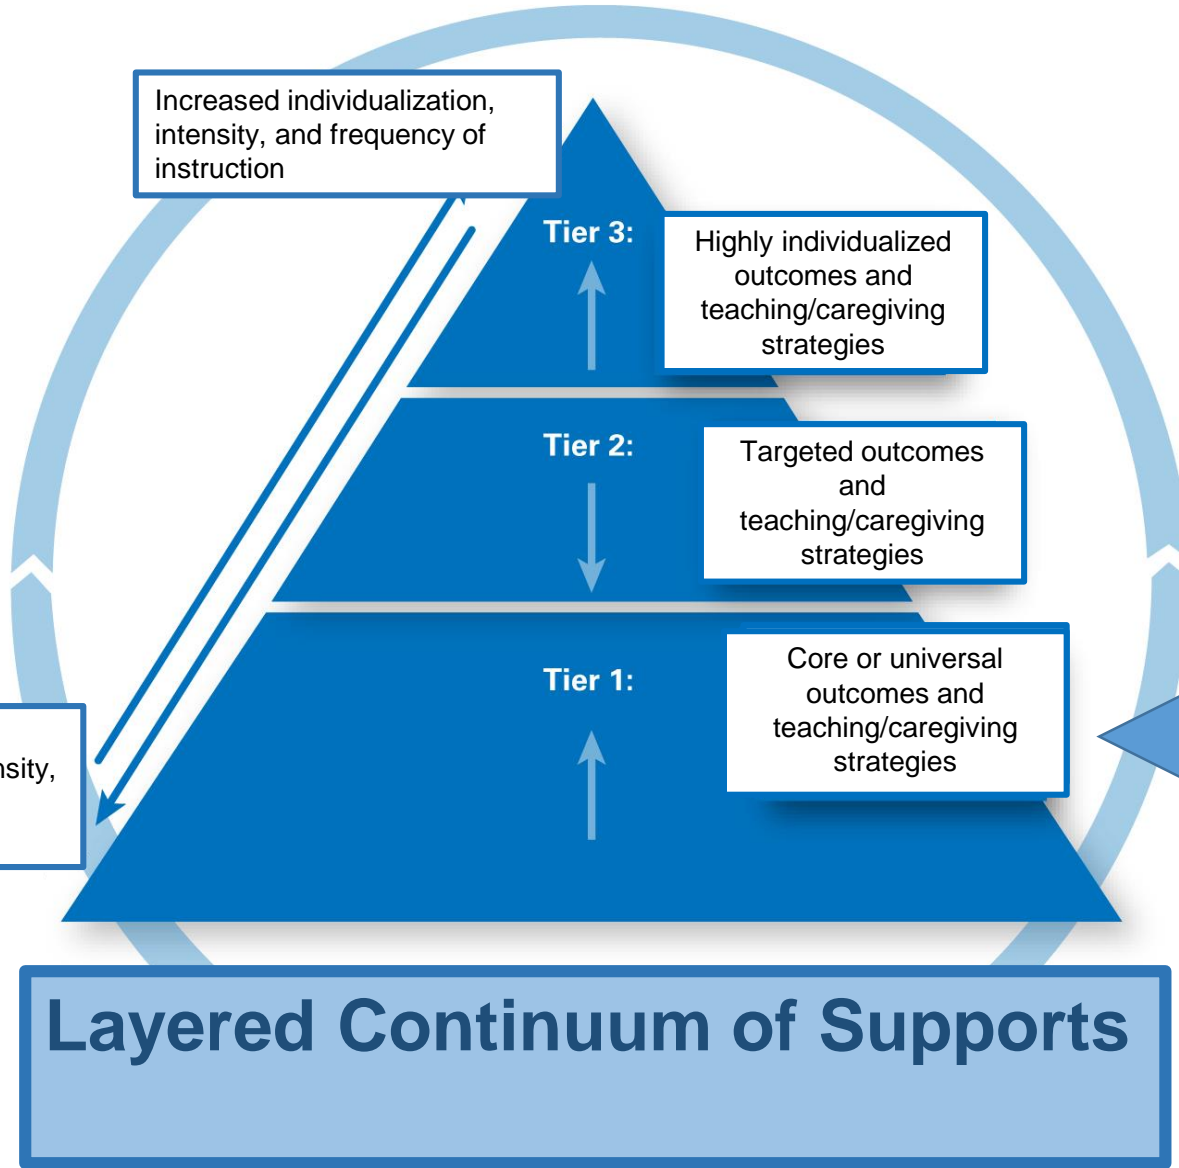 Increased individualization,
intensity, and frequency of
instruction
Tier 3:
Highly individualized
outcomes and
teaching/caregiving
strategies
Tier 2:
Targeted outcomes
and
teaching/caregiving
strategies
Tier 1:
Core or universal
outcomes and
teaching/caregiving
strategies
Layered Continuum of Supports